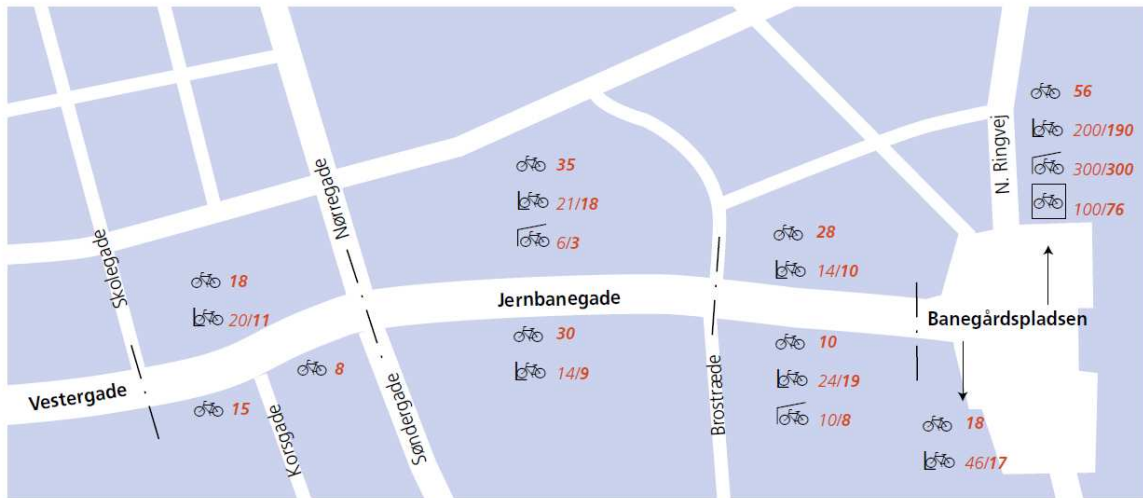 56
200/190
300/300
100/76
N. Ringvej
35
21/18
6/3
Nørregade
28
14/10
Skolegade
18
20/11
Jernbanegade
Banegårdspladsen
30
14/9
10
24/19
10/8
8
Vestergade
15
Korsgade
Søndergade
Brostræde
18
46/17